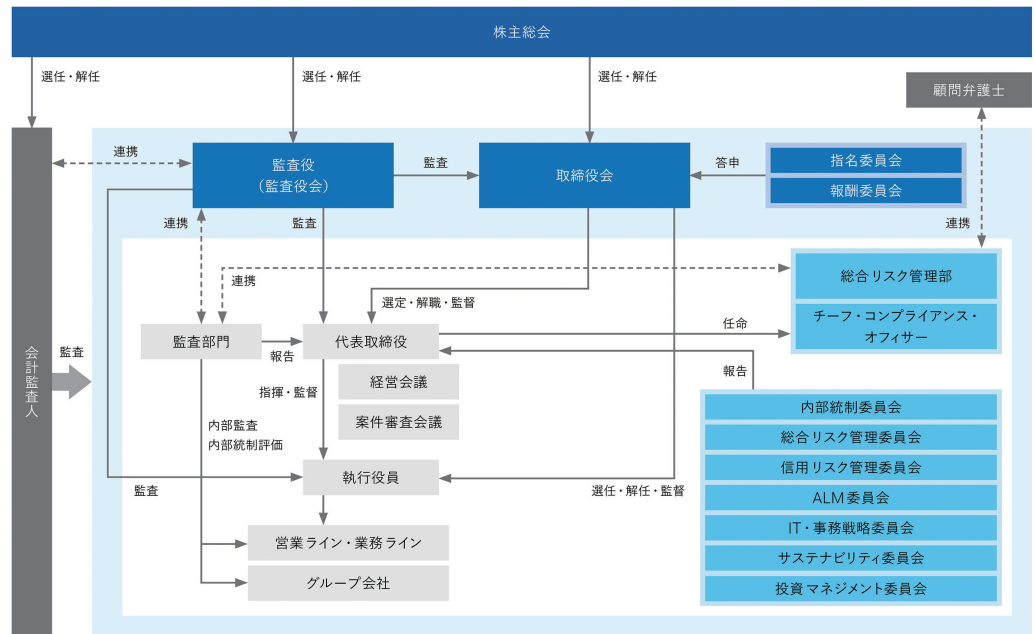 株主総会
選任・解任
選任・解任
選任・解任
顧問弁護士
連携
監査役
(監査役会)
監査
取締役会
答申
指名委員会
報酬委員会
連携
監査
連携
連携
総合リスク管理部
選定・解職・監督
チーフ・コンプライアンス・
オフィサー
任命
監査部門
報告
代表取締役
会計監査人
監査
報告
経営会議
指揮・監督
案件審査会議
内部監査
内部統制評価
内部統制委員会
総合リスク管理委員会
信用リスク管理委員会
ALM委員会
IT・事務戦略委員会
サステナビリティ委員会
投資マネジメント委員会
監査
執行役員
選任・解任・監督
営業ライン・業務ライン
グループ会社